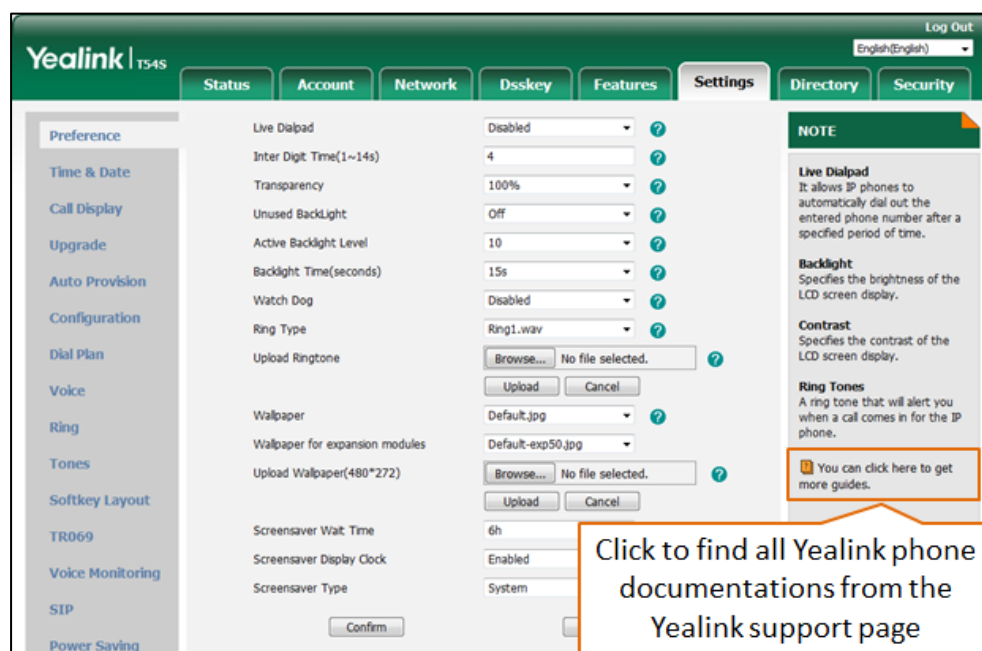 Log Out
Yealink T54S
English(English)
Status Account Network Dsskey Features Settings Directory Security
Preference
Time & Date
Call Display
Upgrade
Auto Provision
Configuration
Dial Plan
Voice
Ring
Tones
Softkey Layout
TR069
Voice Monitoring
SIP
Power Saving
Live Dialpad Disabled
Inter Digit Time(1~14s) 4
Transparency 100%
Unused BackLight Off
Active Backlight Level 10
Backlight Time(seconds) 15s
Watch Dog Disabled
Ring Type Ring1.wav
Upload Ringtone Browse... No file selected.
Upload Cancel
Wallpaper Default.jpg
Wallpaper for expansion modules Default-exp50.jpg
Upload Wallpaper(480*272) Browse... No file selected.
Upload Cancel
Screensaver Wait Time 6h
Screensaver Display Clock Enabled
Screensaver Type System
Confirm
NOTE
Live Dialpad
It allows IP phones to
automatically dial out the
entered phone number after a
specified period of time.
Backlight
Specifies the brightness of the
LCD screen display.
Contrast
Specifies the contrast of the
LCD screen display.
Ring Tones
A ring tone that will alert you
when a call comes in for the IP
phone.
You can click here to get
more guides.
Click to find all Yealink phone
documentations from the
Yealink support page